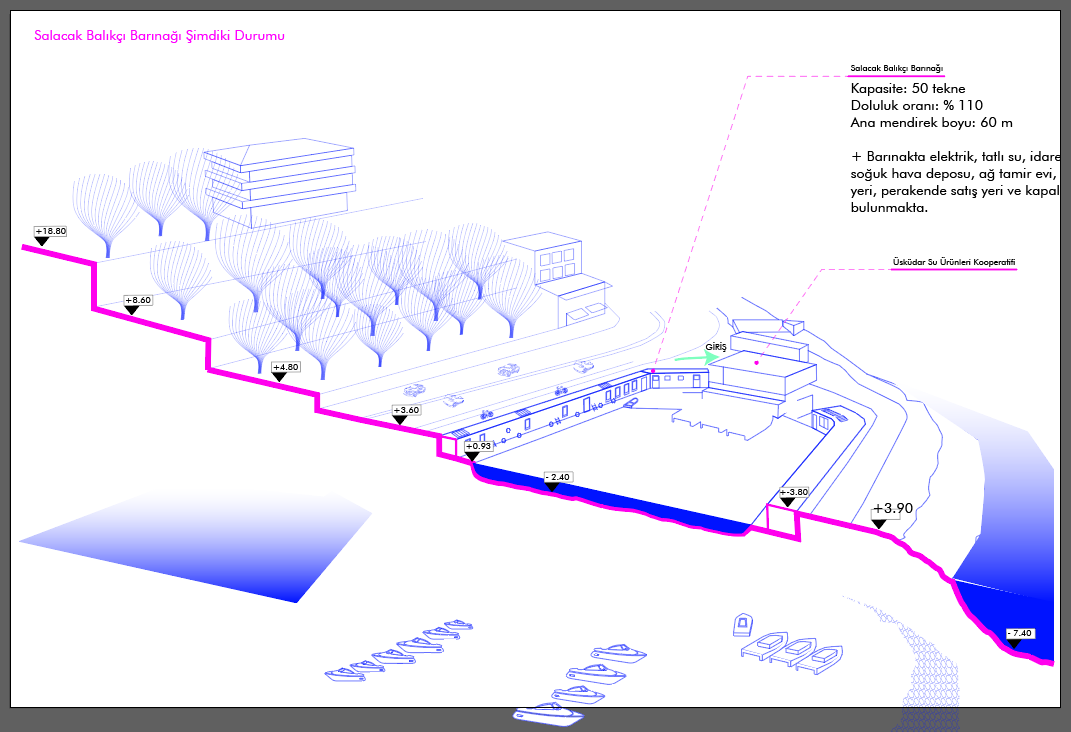 Salacak Balıkçı Barınağı Şimdiki Durumu
Salacak Balıkçı Barınağı
Kapasite: 50 tekne
Doluluk oranı: % 110
Ana mendirek boyu: 60 m
+ Barınakta elektrik, tatlı su, idare
soğuk hava deposu, ağ tamir evi,
yeri, perakende satış yeri ve kapal
bulunmakta.
+18.80
Üsküdar Su Ürünleri Kooperatifi
+8.60
GİRİŞ
+4.80
+3.60
+0.93
- 2.40
+-3.80
+3.90
- 7.40